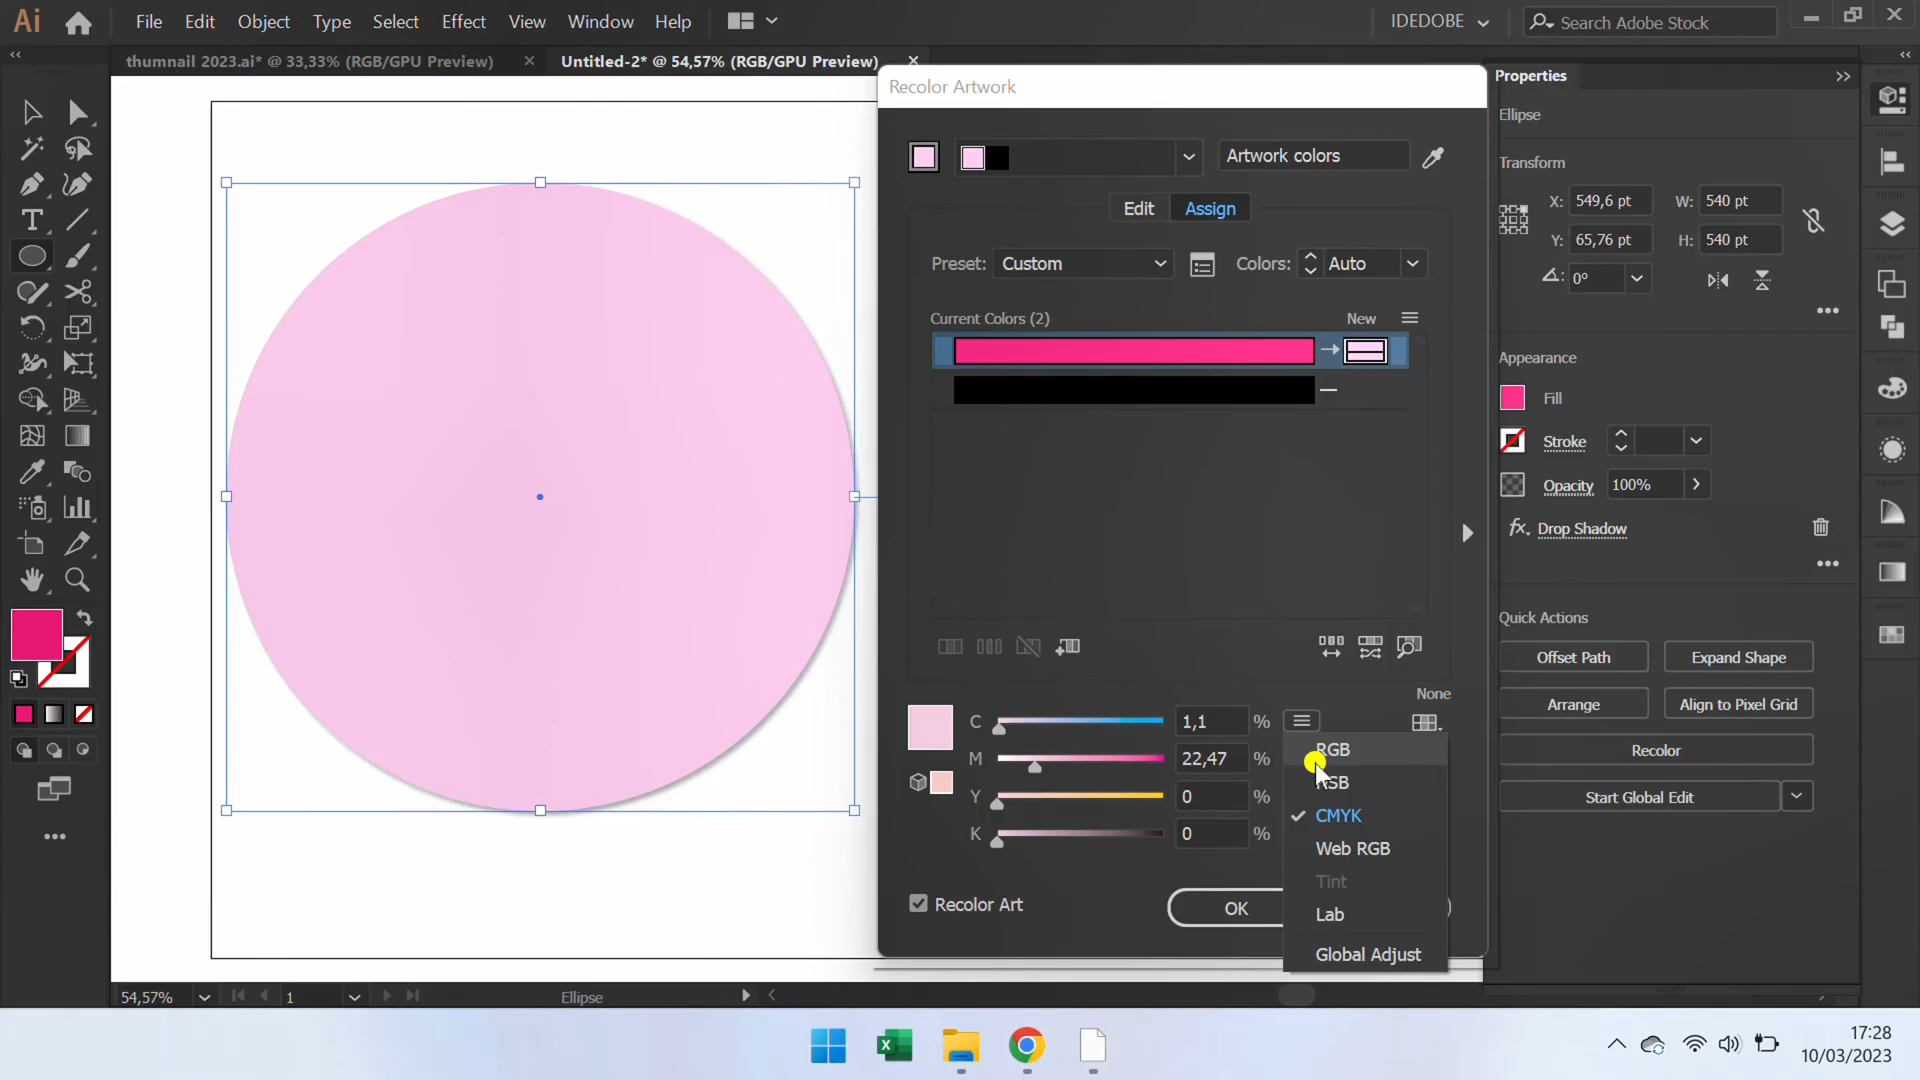 Ai File Edit Object Type Select Effect View Window Help IDEDOBE Search Adobe Stock
thumnail 2023.ai* @ 33,33% (RGB/GPU Preview) Untitled-2* @ 54,57% (RGB/GPU Preview)
Recolor Artwork
Artwork colors
Edit Assign
Preset: Custom Colors: Auto
Current Colors (2) New
None
C 1,1 %
M 22,47 %
Y 0 %
K 0 %
RGB
CMYK
Web RGB
Tint
Lab
Global Adjust
Recolor Art OK
Properties
Ellipse
Transform
X: 549,6 pt W: 540 pt
Y: 65,76 pt H: 540 pt
0°
Appearance
Fill
Stroke
Opacity 100%
fx Drop Shadow
Quick Actions
Offset Path Expand Shape
Arrange Align to Pixel Grid
Recolor
Start Global Edit
54,57% 1 Ellipse
17:28
10/03/2023